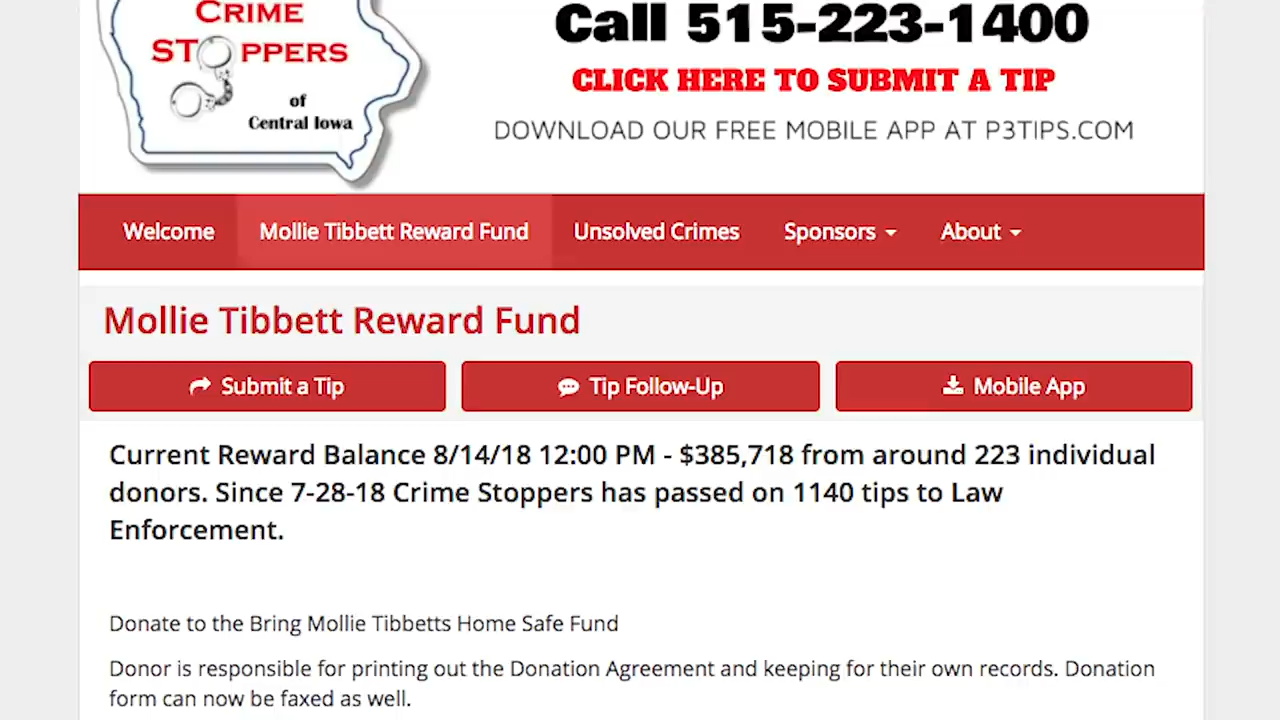 CRIME
STOPPERS
of
Central Iowa
Call 515-223-1400
CLICK HERE TO SUBMIT A TIP
DOWNLOAD OUR FREE MOBILE APP AT P3TIPS.COM
Welcome Mollie Tibbett Reward Fund Unsolved Crimes Sponsors About
Mollie Tibbett Reward Fund
Submit a Tip Tip Follow-Up Mobile App
Current Reward Balance 8/14/18 12:00 PM - $385,718 from around 223 individual
donors. Since 7-28-18 Crime Stoppers has passed on 1140 tips to Law
Enforcement.
Donate to the Bring Mollie Tibbetts Home Safe Fund
Donor is responsible for printing out the Donation Agreement and keeping for their own records. Donation
form can now be faxed as well.